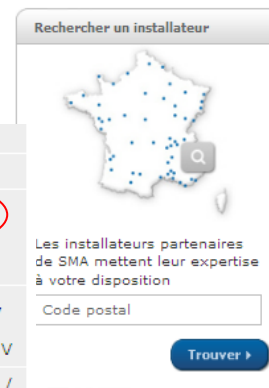 Rechercher un installateur
Les installateurs partenaires
de SMA mettent leur expertise
à votre disposition
Code postal
V
Trouver
/